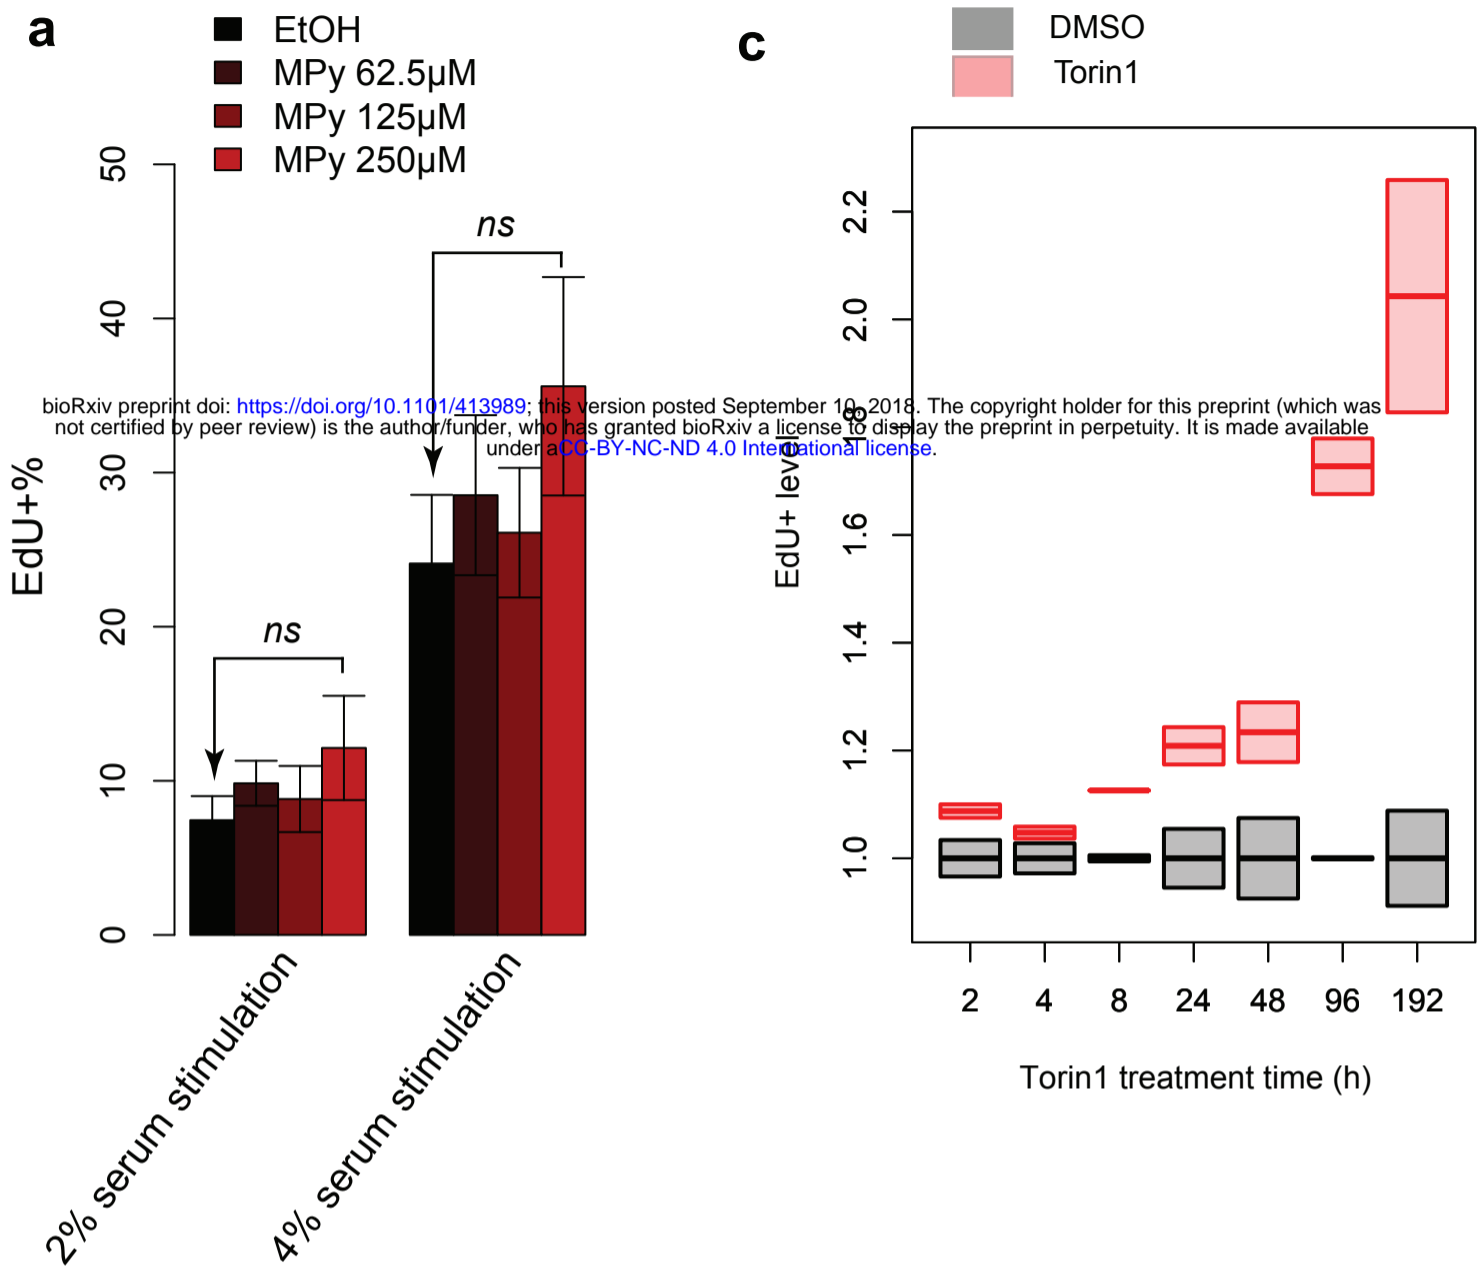 a
EtOH
MPy 62.5µM
MPy 125µM
MPy 250µM
EdU+%
0
10
20
30
40
50
ns
ns
2% serum stimulation
4% serum stimulation
bioRxiv preprint doi: https://doi.org/10.1101/413989; this version posted September 10, 2018. The copyright holder for this preprint (which was
not certified by peer review) is the author/funder, who has granted bioRxiv a license to display the preprint in perpetuity. It is made available
under aCC-BY-NC-ND 4.0 International license.
c
DMSO
Torin1
EdU+ level
1.0
1.2
1.4
1.6
1.8
2.0
2.2
2 4 8 24 48 96 192
Torin1 treatment time (h)